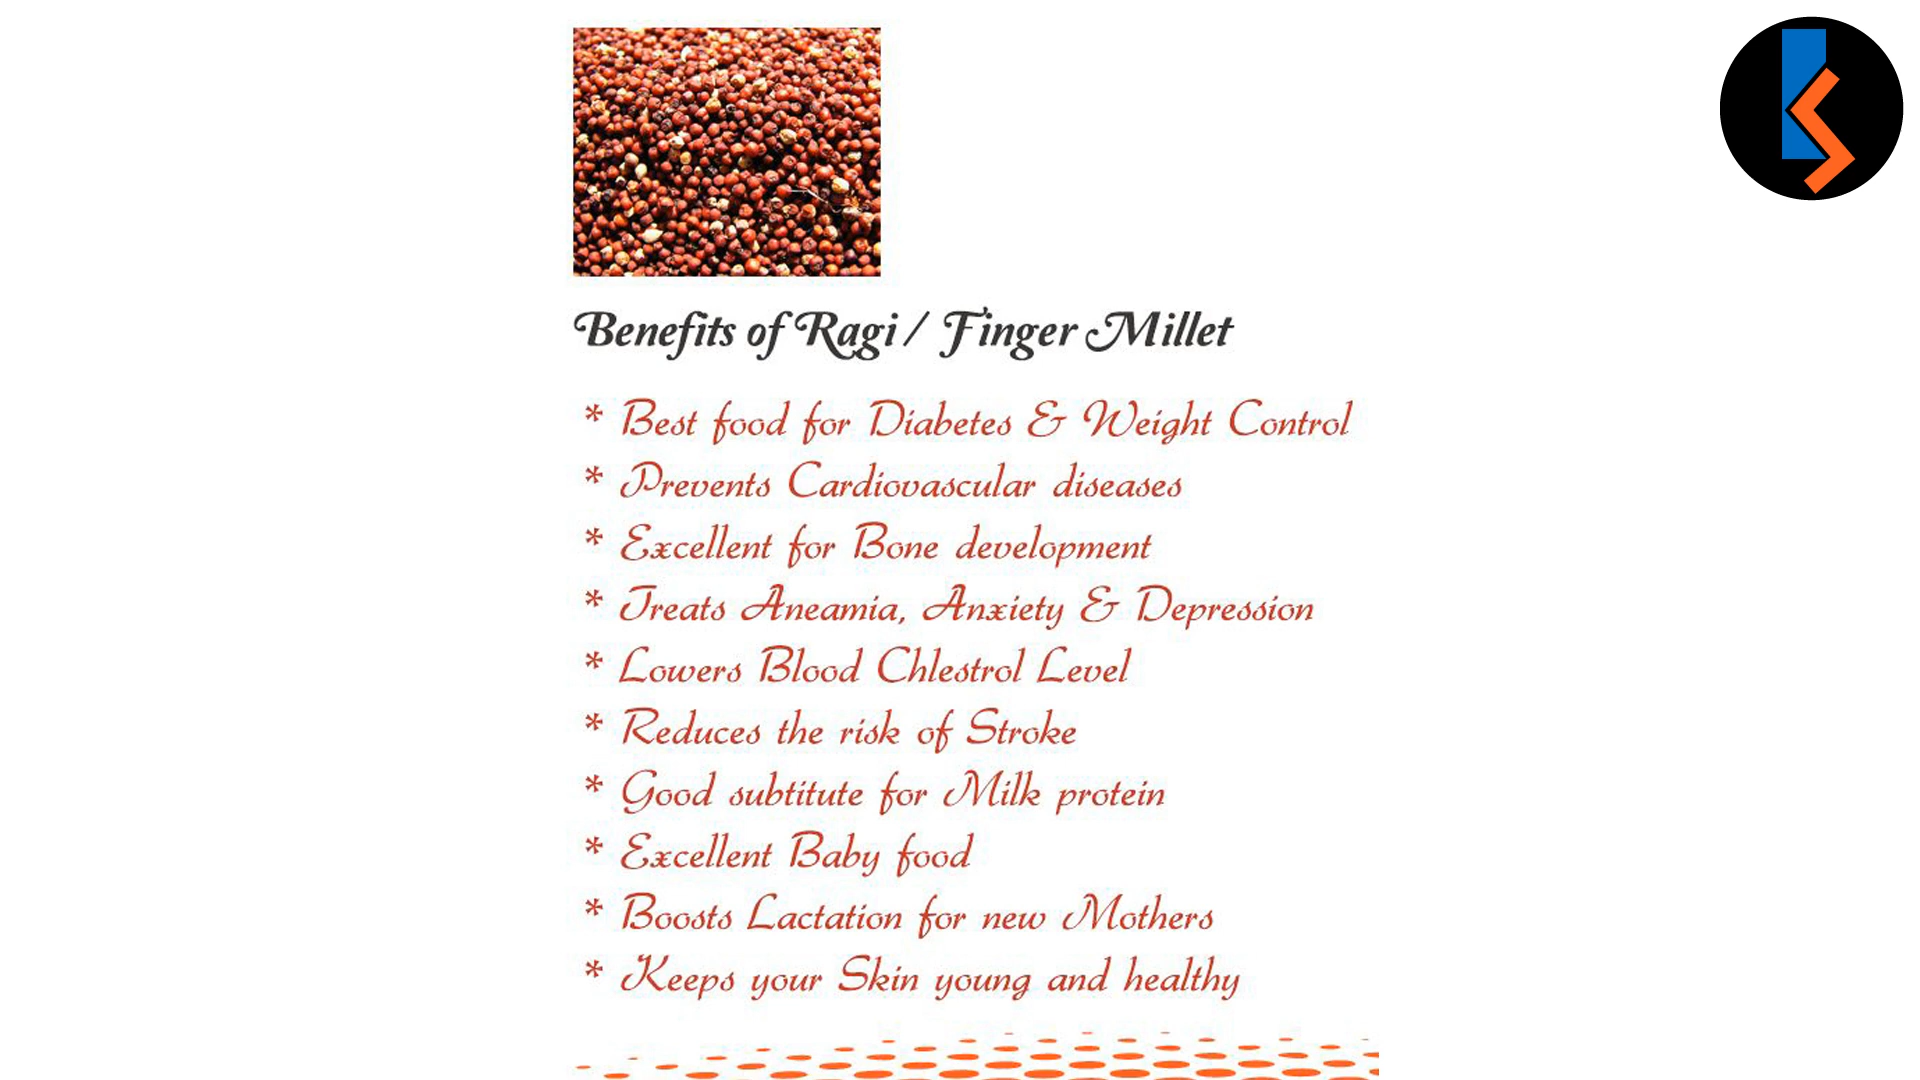 Benefits of Ragi / Finger Millet
* Best food for Diabetes & Weight Control
* Prevents Cardiovascular diseases
* Excellent for Bone development
* Treats Aneamia, Anxiety & Depression
* Lowers Blood Chlestrol Level
* Reduces the risk of Stroke
* Good subtitute for Milk protein
* Excellent Baby food
* Boosts Lactation for new Mothers
* Keeps your Skin young and healthy